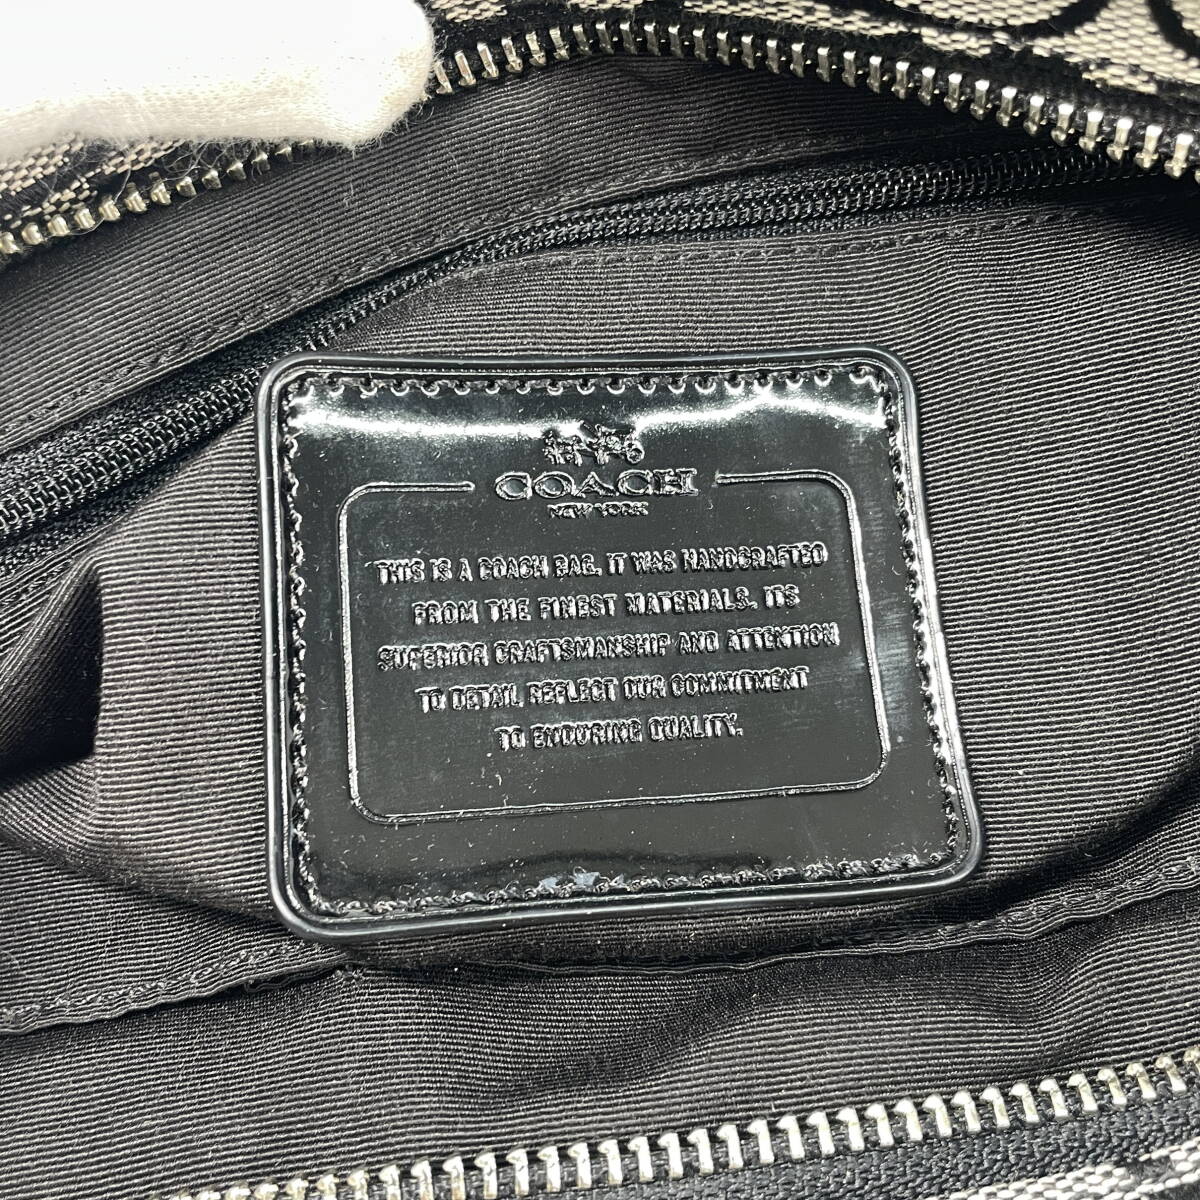 COACH
NEW YORK
THIS IS A COACH BAG. IT WAS HANDCRAFTED
FROM THE FINEST MATERIALS. ITS
SUPERIOR CRAFTSMANSHIP AND ATTENTION
TO DETAIL REFLECT OUR COMMITMENT
TO ENDURING QUALITY.